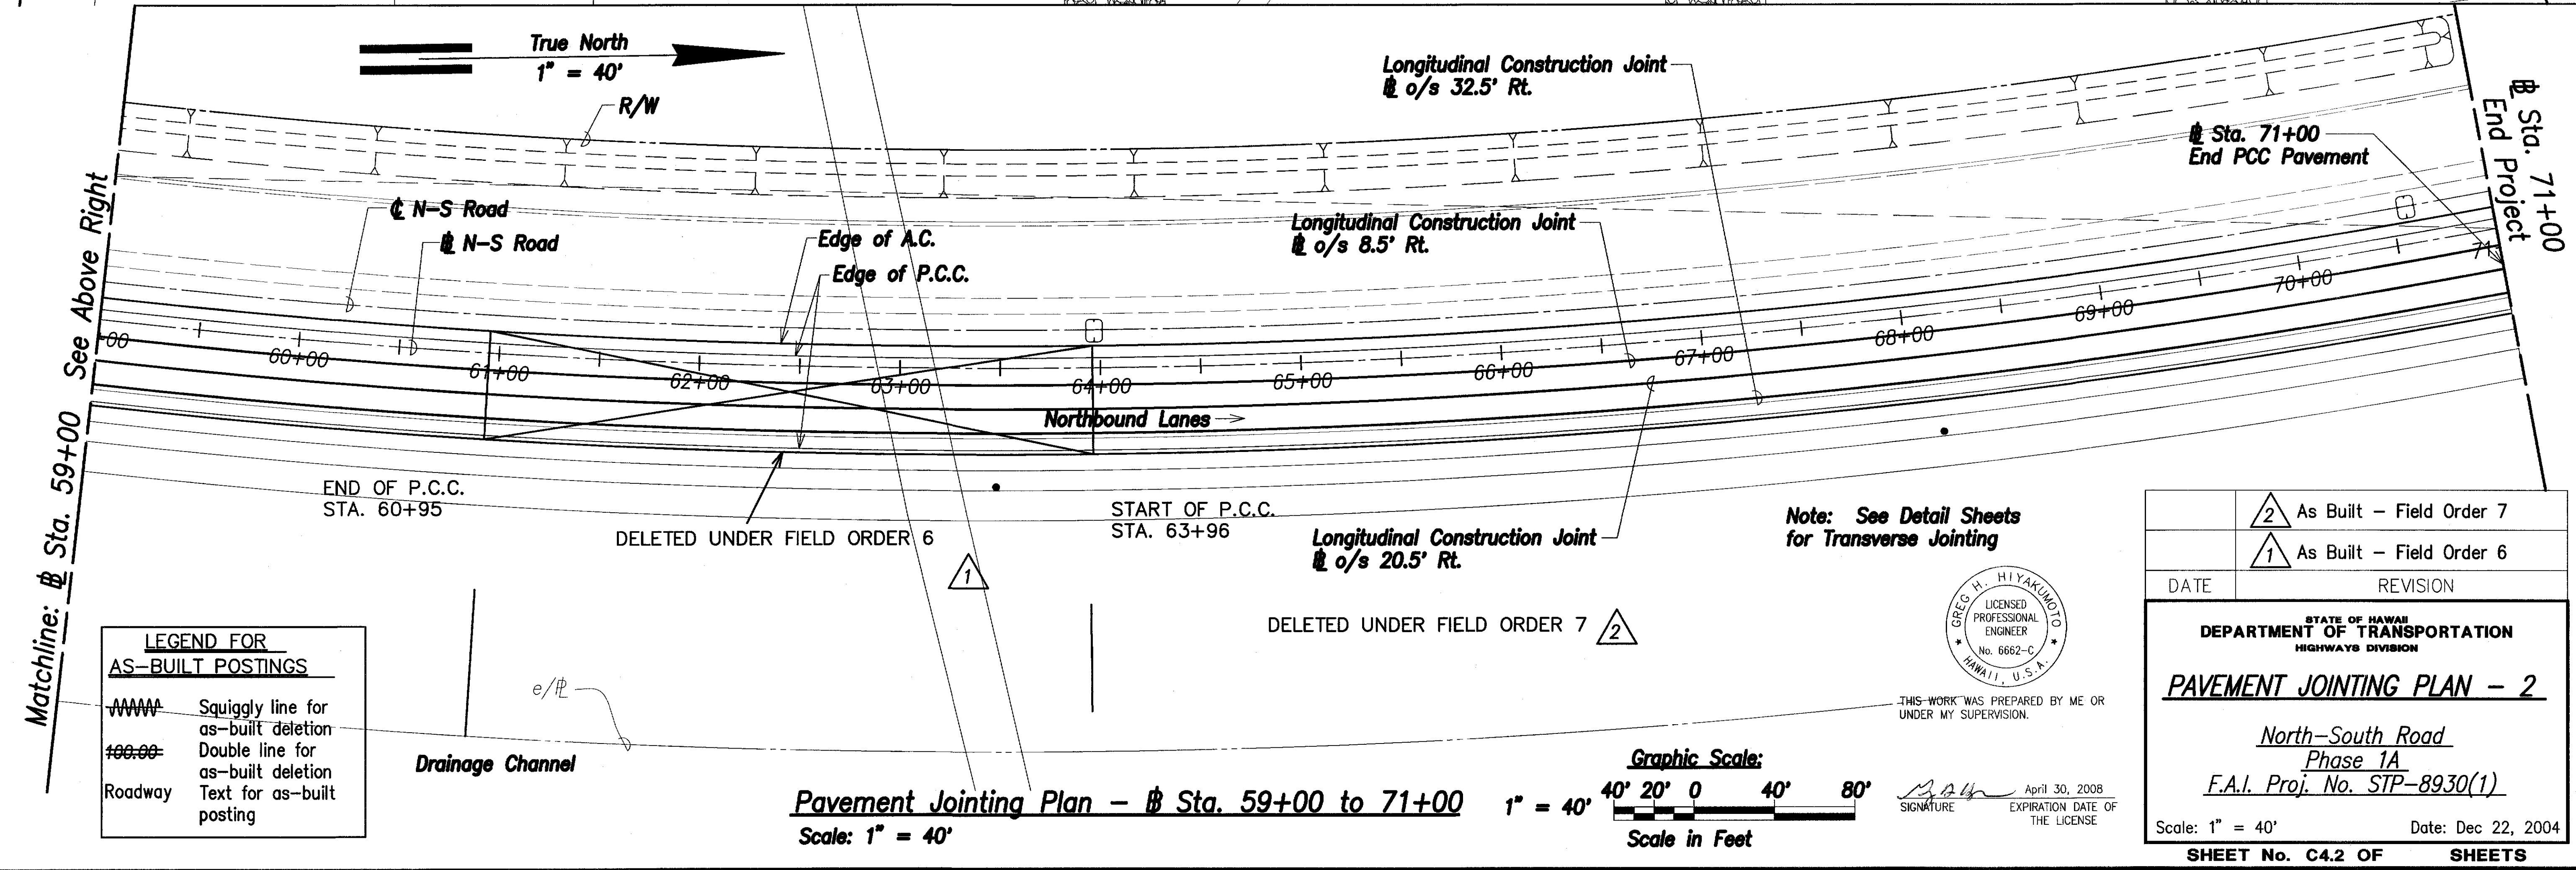 True North
1" = 40'
R/W
Longitudinal Construction Joint
℄ N-S Road
N-S Road
Edge of A.C.
Edge of P.C.C.
o/s 32.5' Rt.
Longitudinal Construction Joint
o/s 8.5' Rt.
Sta. 71+00
End PCC Pavement
Sta. 71+00
End Project
Matchline: Sta. 59+00 See Above Right
+00
60+00
61+00
62+00
63+00
64+00
65+00
66+00
67+00
68+00
69+00
70+00
71
Northbound Lanes
END OF P.C.C.
STA. 60+95
DELETED UNDER FIELD ORDER 6
1
START OF P.C.C.
STA. 63+96
Longitudinal Construction Joint
o/s 20.5' Rt.
Note: See Detail Sheets
for Transverse Jointing
DELETED UNDER FIELD ORDER 7
2
LEGEND FOR
AS-BUILT POSTINGS
Squiggly line for
as-built deletion
100.00
Double line for
as-built deletion
Roadway
Text for as-built
posting
e/℄
Drainage Channel
Pavement Jointing Plan - Sta. 59+00 to 71+00
Scale: 1" = 40'
1" = 40'
Graphic Scale:
40' 20' 0 40' 80'
Scale in Feet
GREG H. HIYAKUMOTO
LICENSED
PROFESSIONAL
ENGINEER
No. 6662-C
HAWAII, U.S.A.
THIS WORK WAS PREPARED BY ME OR
UNDER MY SUPERVISION.
SIGNATURE
April 30, 2008
EXPIRATION DATE OF
THE LICENSE
2 As Built - Field Order 7
1 As Built - Field Order 6
DATE REVISION
STATE OF HAWAII
DEPARTMENT OF TRANSPORTATION
HIGHWAYS DIVISION
PAVEMENT JOINTING PLAN - 2
North-South Road
Phase 1A
F.A.I. Proj. No. STP-8930(1)
Scale: 1" = 40' Date: Dec 22, 2004
SHEET No. C4.2 OF SHEETS